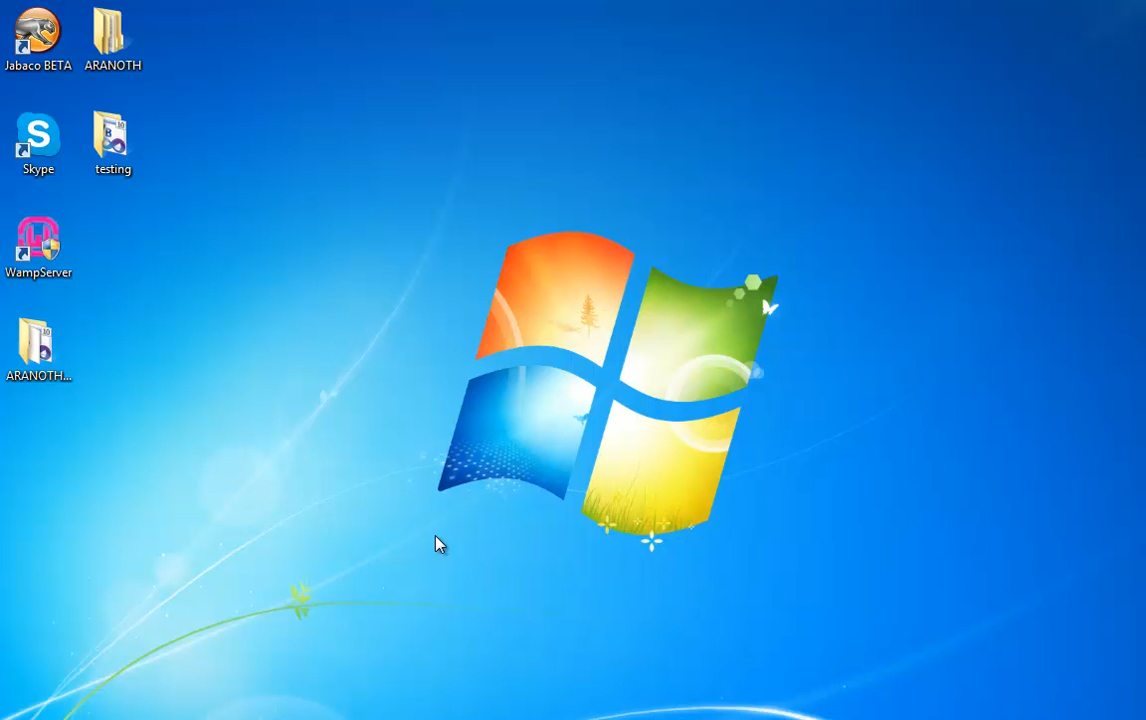 Jabaco BETA
ARANOTH
Skype
testing
WampServer
ARANOTH...